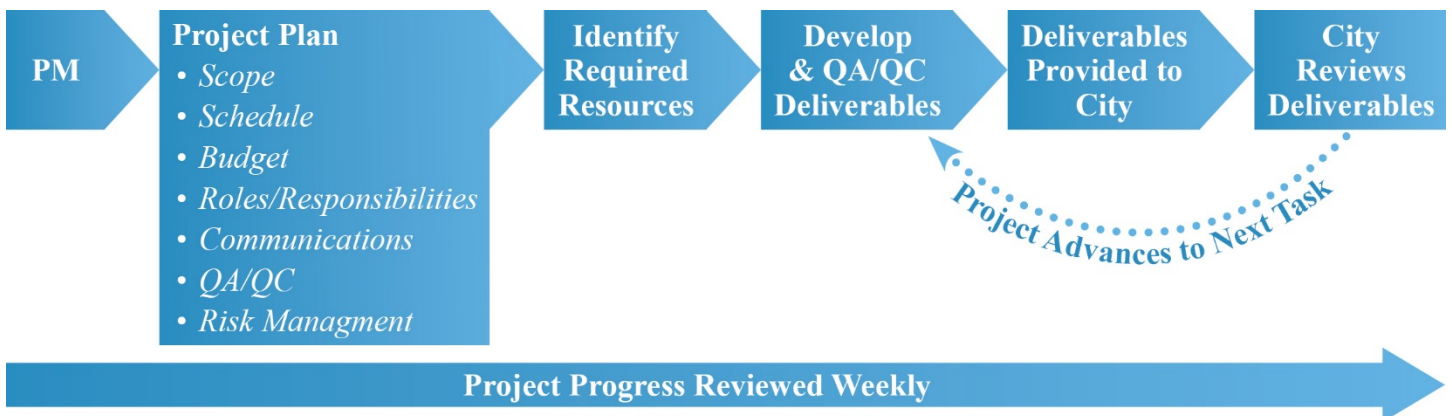 PM
Project Plan
• Scope
• Schedule
• Budget
• Roles/Responsibilities
• Communications
• QA/QC
• Risk Managment
Identify
Required
Resources
Develop
& QA/QC
Deliverables
Deliverables
Provided to
City
City
Reviews
Deliverables
Project Advances to Next Task
Project Progress Reviewed Weekly